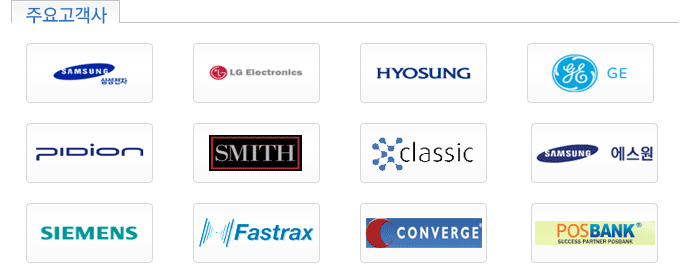 주요고객사
SAMSUNG
삼성전자
LG Electronics
HYOSUNG
GE GE
PIDION
SMITH
classic
SAMSUNG 에스원
SIEMENS
Fastrax
CONVERGE®
POSBANK®
SUCCESS PARTNER POSBANK